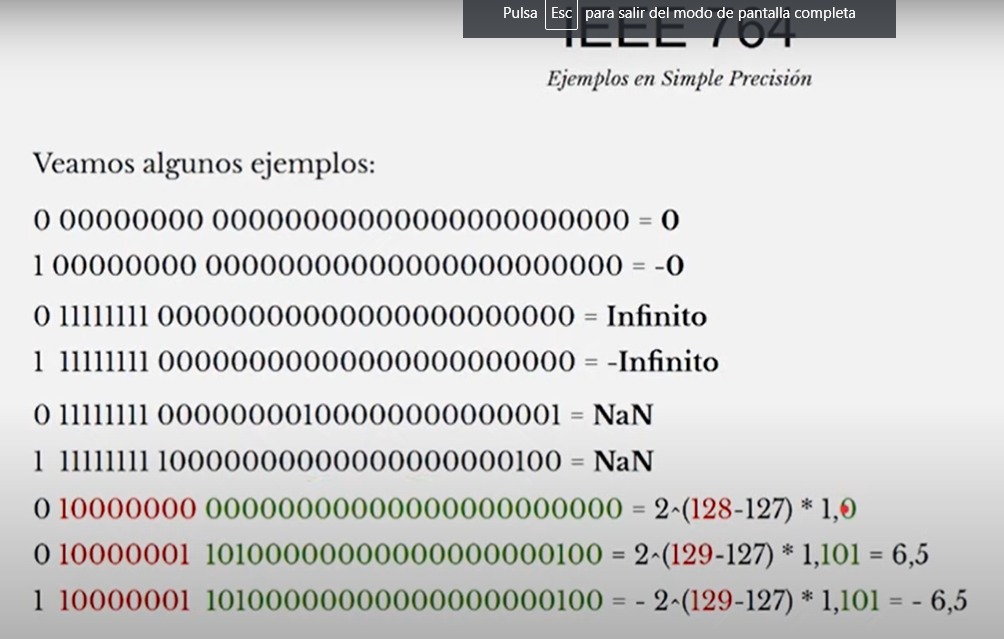 Pulsa Esc para salir del modo de pantalla completa
IEEE 764
Ejemplos en Simple Precisión
Veamos algunos ejemplos:
0 00000000 00000000000000000000000 = 0
1 00000000 00000000000000000000000 = -0
0 11111111 00000000000000000000000 = Infinito
1 11111111 00000000000000000000000 = -Infinito
0 11111111 00000000100000000000001 = NaN
1 11111111 10000000000000000000100 = NaN
0 10000000 00000000000000000000000 = 2^(128-127) * 1,0
0 10000001 10100000000000000000100 = 2^(129-127) * 1,101 = 6,5
1 10000001 10100000000000000000100 = - 2^(129-127) * 1,101 = - 6,5